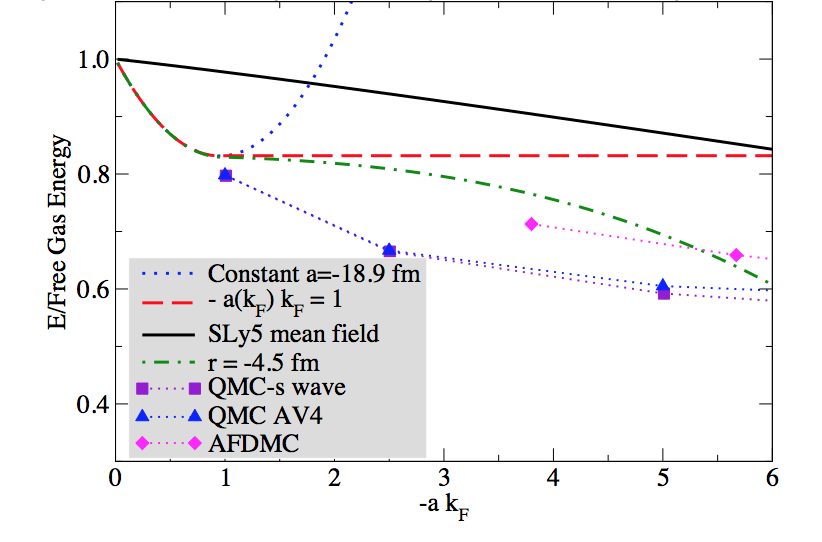 1.0
0.8
0.6
0.4
E/Free Gas Energy
Constant a=-18.9 fm
- a(kF) kF = 1
SLy5 mean field
r = -4.5 fm
QMC-s wave
QMC AV4
AFDMC
0 1 2 3 4 5 6
-a kF